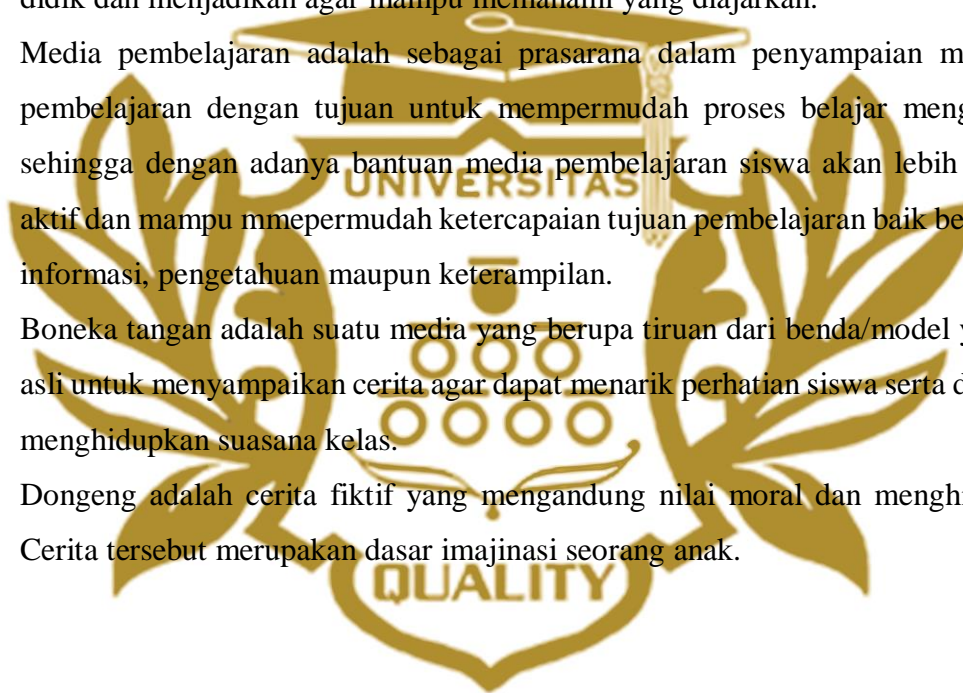 didik dan menjadikan agar mampu memahami yang diajarkan.
Media pembelajaran adalah sebagai prasarana dalam penyampaian m
pembelajaran dengan tujuan untuk mempermudah proses belajar meng
UNIVERSITAS
sehingga dengan adanya bantuan media pembelajaran siswa akan lebih
aktif dan mampu mmepermudah ketercapaian tujuan pembelajaran baik be
informasi, pengetahuan maupun keterampilan.
Boneka tangan adalah suatu media yang berupa tiruan dari benda/model y
asli untuk menyampaikan cerita agar dapat menarik perhatian siswa serta d
menghidupkan suasana kelas.
Dongeng adalah cerita fiktif yang mengandung nilai moral dan menghi
Cerita tersebut merupakan dasar imajinasi seorang anak.
QUALITY